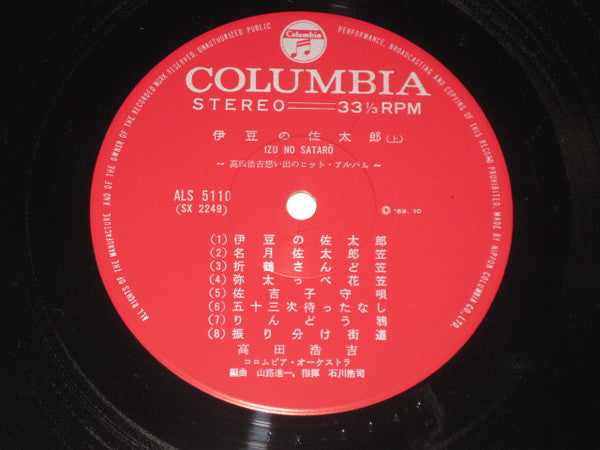 Columbia
COLUMBIA
STEREO 33 1/3 RPM
伊豆の佐太郎(上)
IZU NO SATARŌ
～高田浩吉想い出のヒット・アルバム～
ALS 5110
(SX 2249)
Ⓒ '69. 10
(1) 伊豆の佐太郎
(2) 名月佐太郎笠
(3) 折鶴さんど笠
(4) 弥太っぺ花笠
(5) 佐吉子守唄
(6) 五十三次待ったなし
(7) りんどう鴉
(8) 振り分け街道
高田浩吉
コロムビア・オーケストラ
編曲 山路進一, 指揮 石川浩司
ALL RIGHTS OF THE MANUFACTURE AND OF THE OWNER OF THE RECORDED WORK RESERVED. UNAUTHORIZED PUBLIC PERFORMANCE, BROADCASTING AND COPYING OF THIS RECORD PROHIBITED. MADE BY NIPPON COLUMBIA CO., LTD.